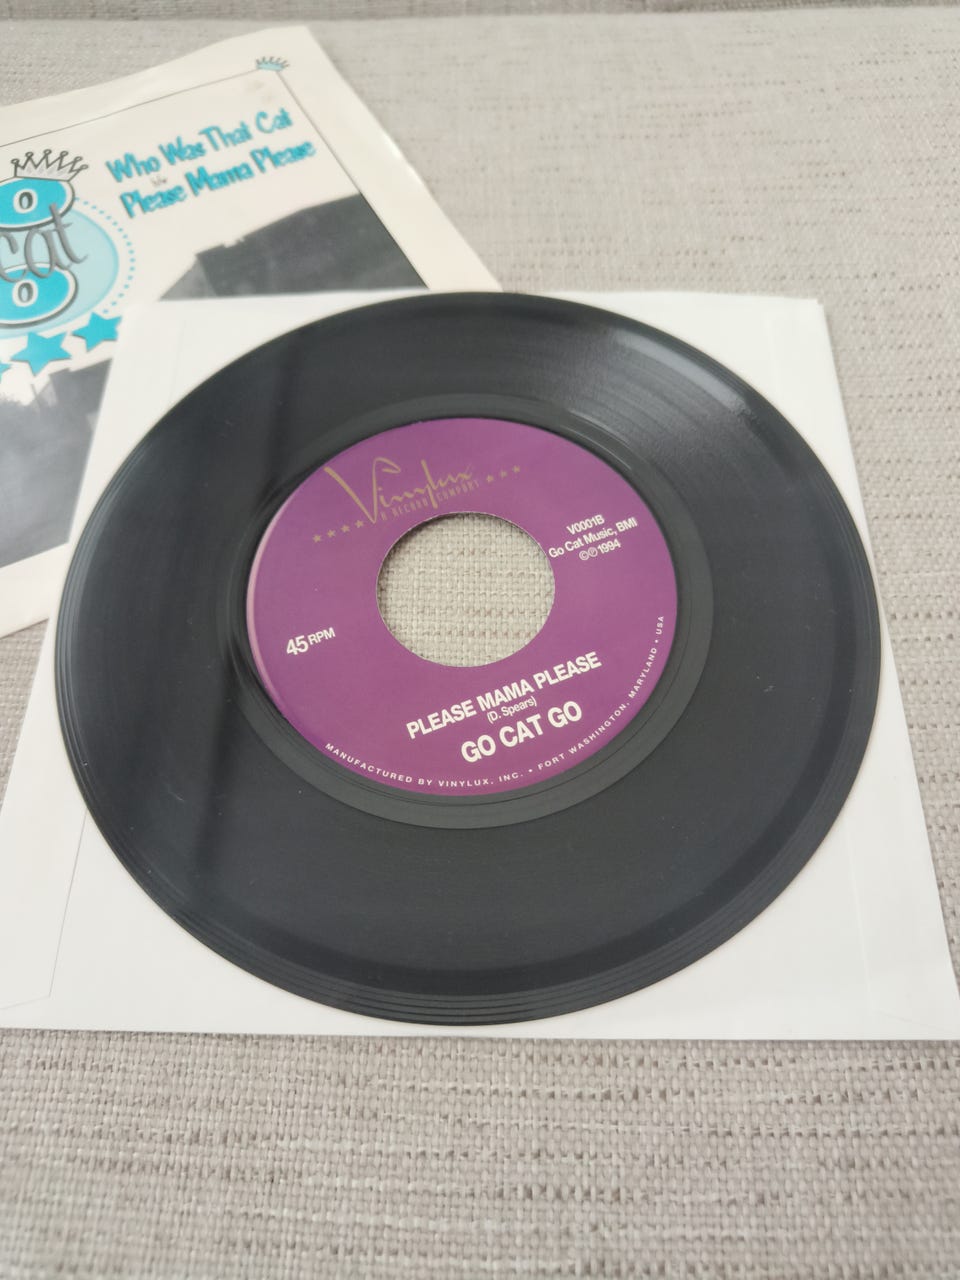 Who Was That Cat
b/w
Please Mama Please
cat
Vinylux
A RECORD COMPANY
V0001B
Go Cat Music, BMI
©℗ 1994
45 RPM
PLEASE MAMA PLEASE
(D. Spears)
GO CAT GO
MANUFACTURED BY VINYLUX, INC. • FORT WASHINGTON, MARYLAND • USA